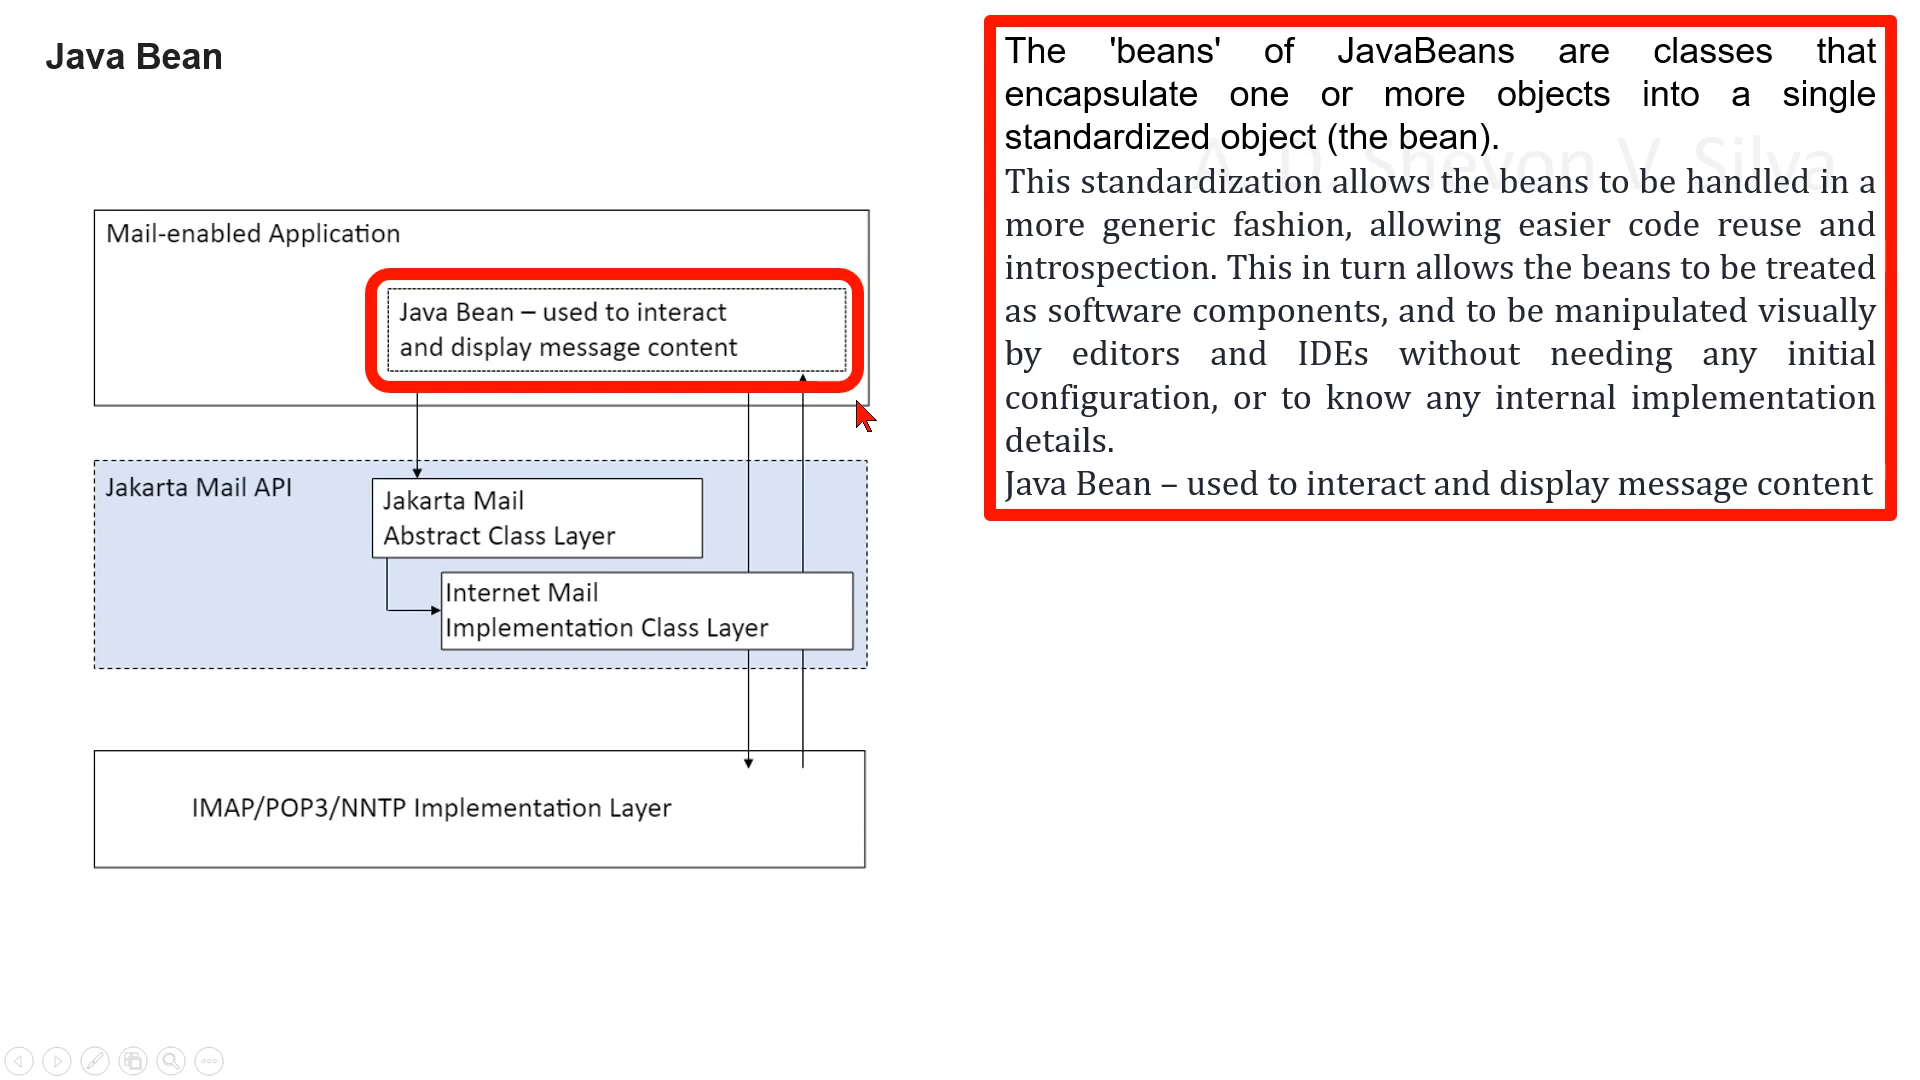 Java Bean
The 'beans' of JavaBeans are classes that
encapsulate one or more objects into a single
standardized object (the bean).
A. D. Shevon V. Silva
This standardization allows the beans to be handled in a
more generic fashion, allowing easier code reuse and
introspection. This in turn allows the beans to be treated
as software components, and to be manipulated visually
by editors and IDEs without needing any initial
configuration, or to know any internal implementation
details.
Java Bean – used to interact and display message content
Mail-enabled Application
Java Bean – used to interact
and display message content
Jakarta Mail API
Jakarta Mail
Abstract Class Layer
Internet Mail
Implementation Class Layer
IMAP/POP3/NNTP Implementation Layer